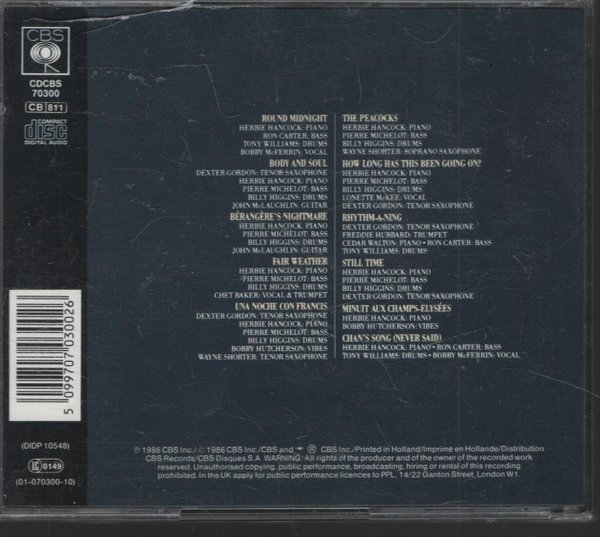 CBS
CDCBS
70300
CB 811
COMPACT
disc
DIGITAL AUDIO
ROUND MIDNIGHT
HERBIE HANCOCK: PIANO
RON CARTER: BASS
TONY WILLIAMS: DRUMS
BOBBY McFERRIN: VOCAL
BODY AND SOUL
DEXTER GORDON: TENOR SAXOPHONE
HERBIE HANCOCK: PIANO
PIERRE MICHELOT: BASS
BILLY HIGGINS: DRUMS
JOHN McLAUGHLIN: GUITAR
BÉRANGÈRE'S NIGHTMARE
HERBIE HANCOCK: PIANO
PIERRE MICHELOT: BASS
BILLY HIGGINS: DRUMS
JOHN McLAUGHLIN: GUITAR
FAIR WEATHER
HERBIE HANCOCK: PIANO
PIERRE MICHELOT: BASS
BILLY HIGGINS: DRUMS
CHET BAKER: VOCAL & TRUMPET
UNA NOCHE CON FRANCIS
DEXTER GORDON: TENOR SAXOPHONE
HERBIE HANCOCK: PIANO
PIERRE MICHELOT: BASS
BILLY HIGGINS: DRUMS
BOBBY HUTCHERSON: VIBES
WAYNE SHORTER: TENOR SAXOPHONE
THE PEACOCKS
HERBIE HANCOCK: PIANO
PIERRE MICHELOT: BASS
BILLY HIGGINS: DRUMS
WAYNE SHORTER: SOPRANO SAXOPHONE
HOW LONG HAS THIS BEEN GOING ON?
HERBIE HANCOCK: PIANO
PIERRE MICHELOT: BASS
BILLY HIGGINS: DRUMS
LONETTE McKEE: VOCAL
DEXTER GORDON: TENOR SAXOPHONE
RHYTHM-A-NING
DEXTER GORDON: TENOR SAXOPHONE
FREDDIE HUBBARD: TRUMPET
CEDAR WALTON: PIANO • RON CARTER: BASS
TONY WILLIAMS: DRUMS
STILL TIME
HERBIE HANCOCK: PIANO
PIERRE MICHELOT: BASS
BILLY HIGGINS: DRUMS
DEXTER GORDON: TENOR SAXOPHONE
MINUIT AUX CHAMPS-ELYSÉES
HERBIE HANCOCK: PIANO
BOBBY HUTCHERSON: VIBES
CHAN'S SONG (NEVER SAID)
HERBIE HANCOCK: PIANO • RON CARTER: BASS
TONY WILLIAMS: DRUMS • BOBBY McFERRIN: VOCAL
5 099707 030026
(DIDP 10548)
LC 0149
(01-070300-10)
℗ 1986 CBS Inc./© 1986 CBS Inc./CBS and ® CBS Inc./Printed in Holland/Imprimé en Hollande/Distribution
CBS Records/CBS Disques S.A. WARNING: All rights of the producer and of the owner of the recorded work
reserved. Unauthorised copying, public performance, broadcasting, hiring or rental of this recording
prohibited. In the UK apply for public performance licences to PPL, 14/22 Ganton Street, London W1.